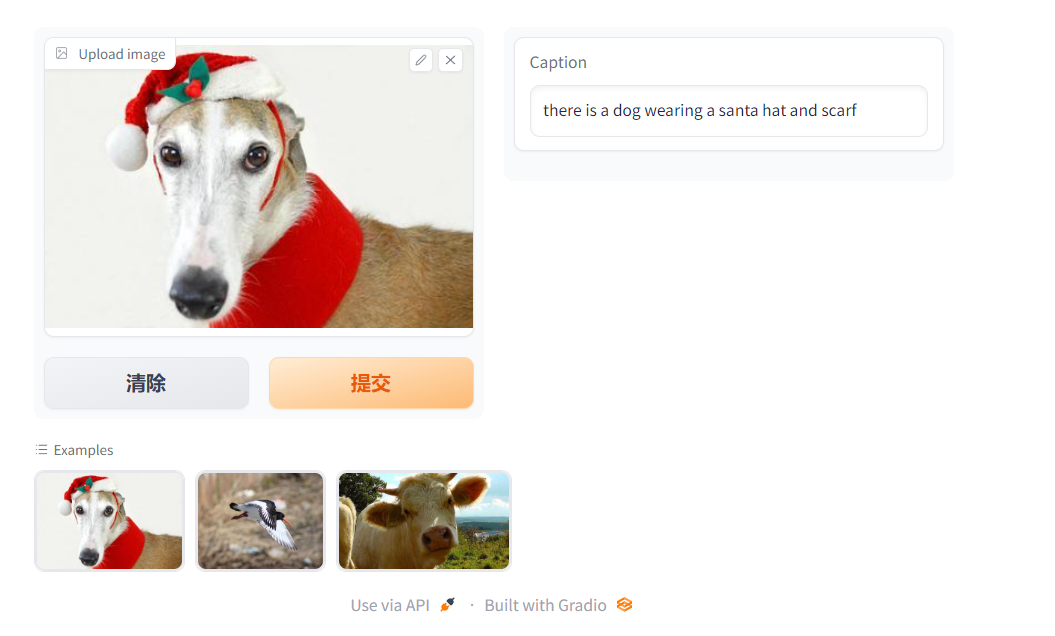 Upload image
Caption
there is a dog wearing a santa hat and scarf
清除
提交
Examples
Use via API · Built with Gradio